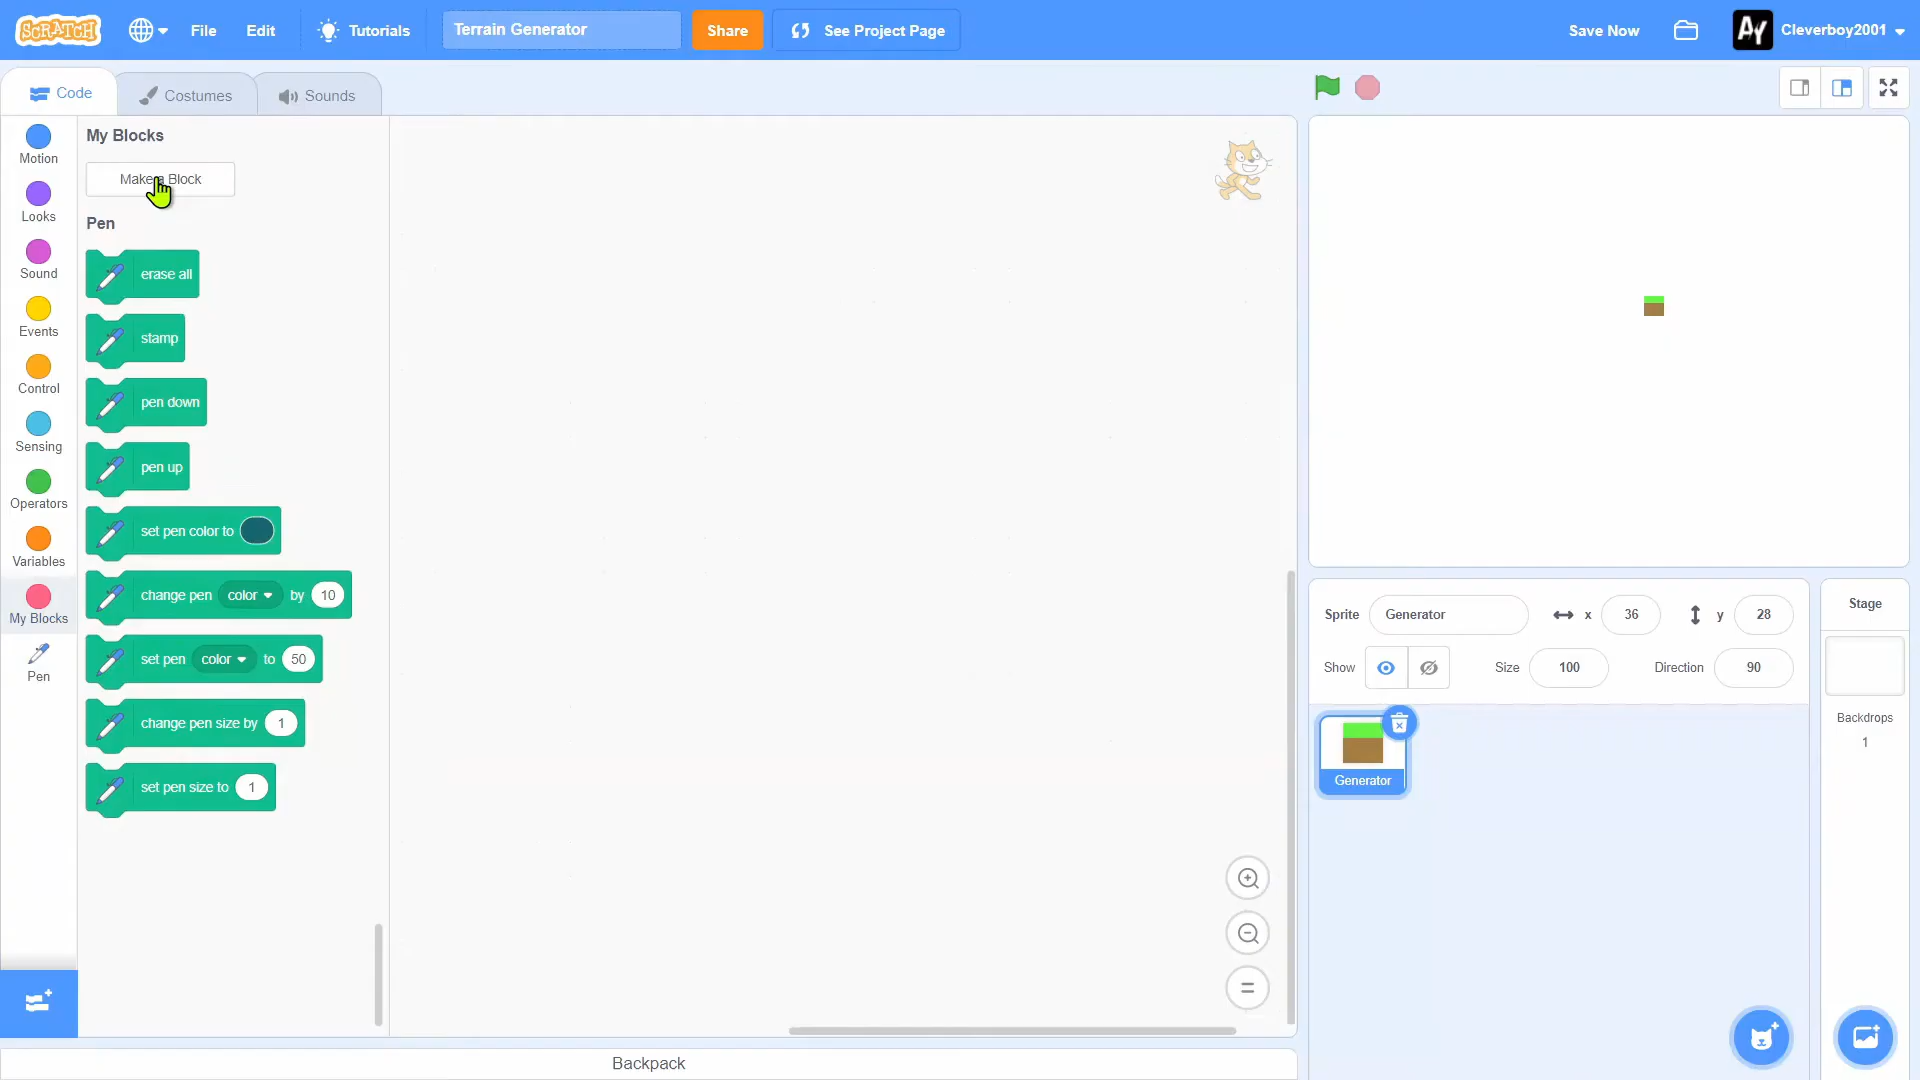 SCRATCH
File
Edit
Tutorials
Terrain Generator
Share
See Project Page
Save Now
Ay
Cleverboy2001
Code
Costumes
Sounds
Motion
Looks
Sound
Events
Control
Sensing
Operators
Variables
My Blocks
Pen
My Blocks
Make a Block
Pen
erase all
stamp
pen down
pen up
set pen color to
change pen color by 10
set pen color to 50
change pen size by 1
set pen size to 1
Backpack
Sprite Generator x 36 y 28
Show Size 100 Direction 90
Generator
Stage
Backdrops
1